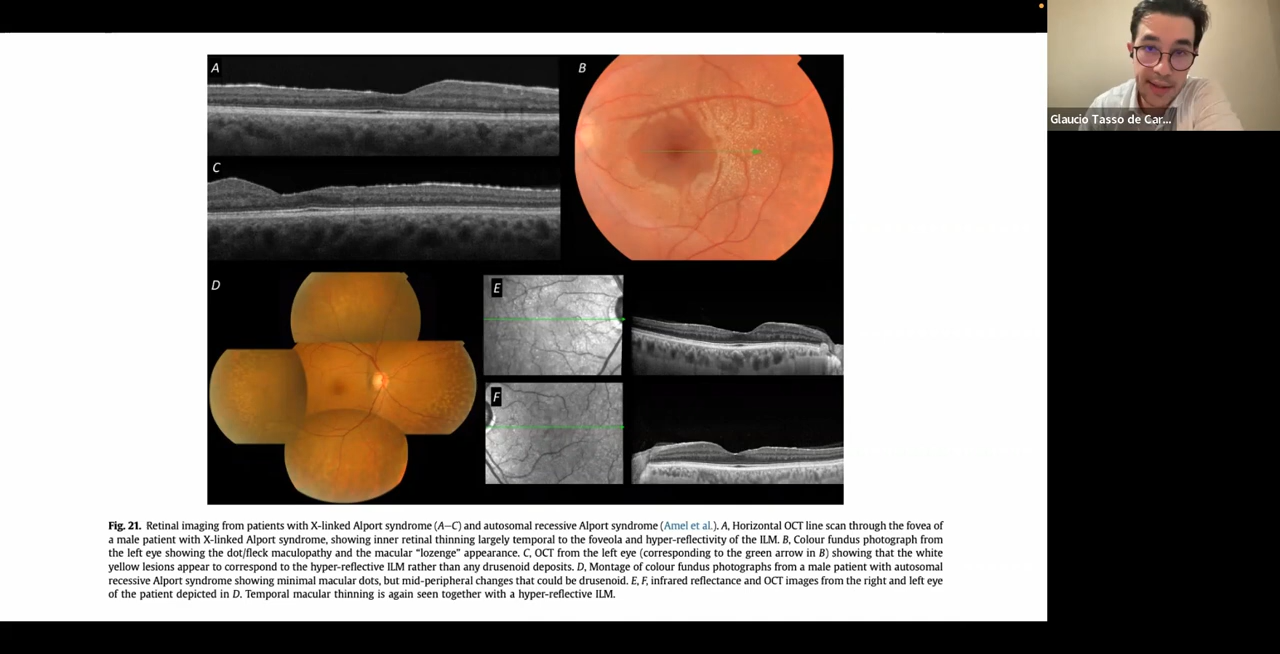 A
B
Glaucio Tasso de Car...
C
D
E
F
Fig. 21. Retinal imaging from patients with X-linked Alport syndrome (A–C) and autosomal recessive Alport syndrome (Amel et al.). A, Horizontal OCT line scan through the fovea of
a male patient with X-linked Alport syndrome, showing inner retinal thinning largely temporal to the foveola and hyper-reflectivity of the ILM. B, Colour fundus photograph from
the left eye showing the dot/fleck maculopathy and the macular “lozenge” appearance. C, OCT from the left eye (corresponding to the green arrow in B) showing that the white
yellow lesions appear to correspond to the hyper-reflective ILM rather than any drusenoid deposits. D, Montage of colour fundus photographs from a male patient with autosomal
recessive Alport syndrome showing minimal macular dots, but mid-peripheral changes that could be drusenoid. E, F, infrared reflectance and OCT images from the right and left eye
of the patient depicted in D. Temporal macular thinning is again seen together with a hyper-reflective ILM.